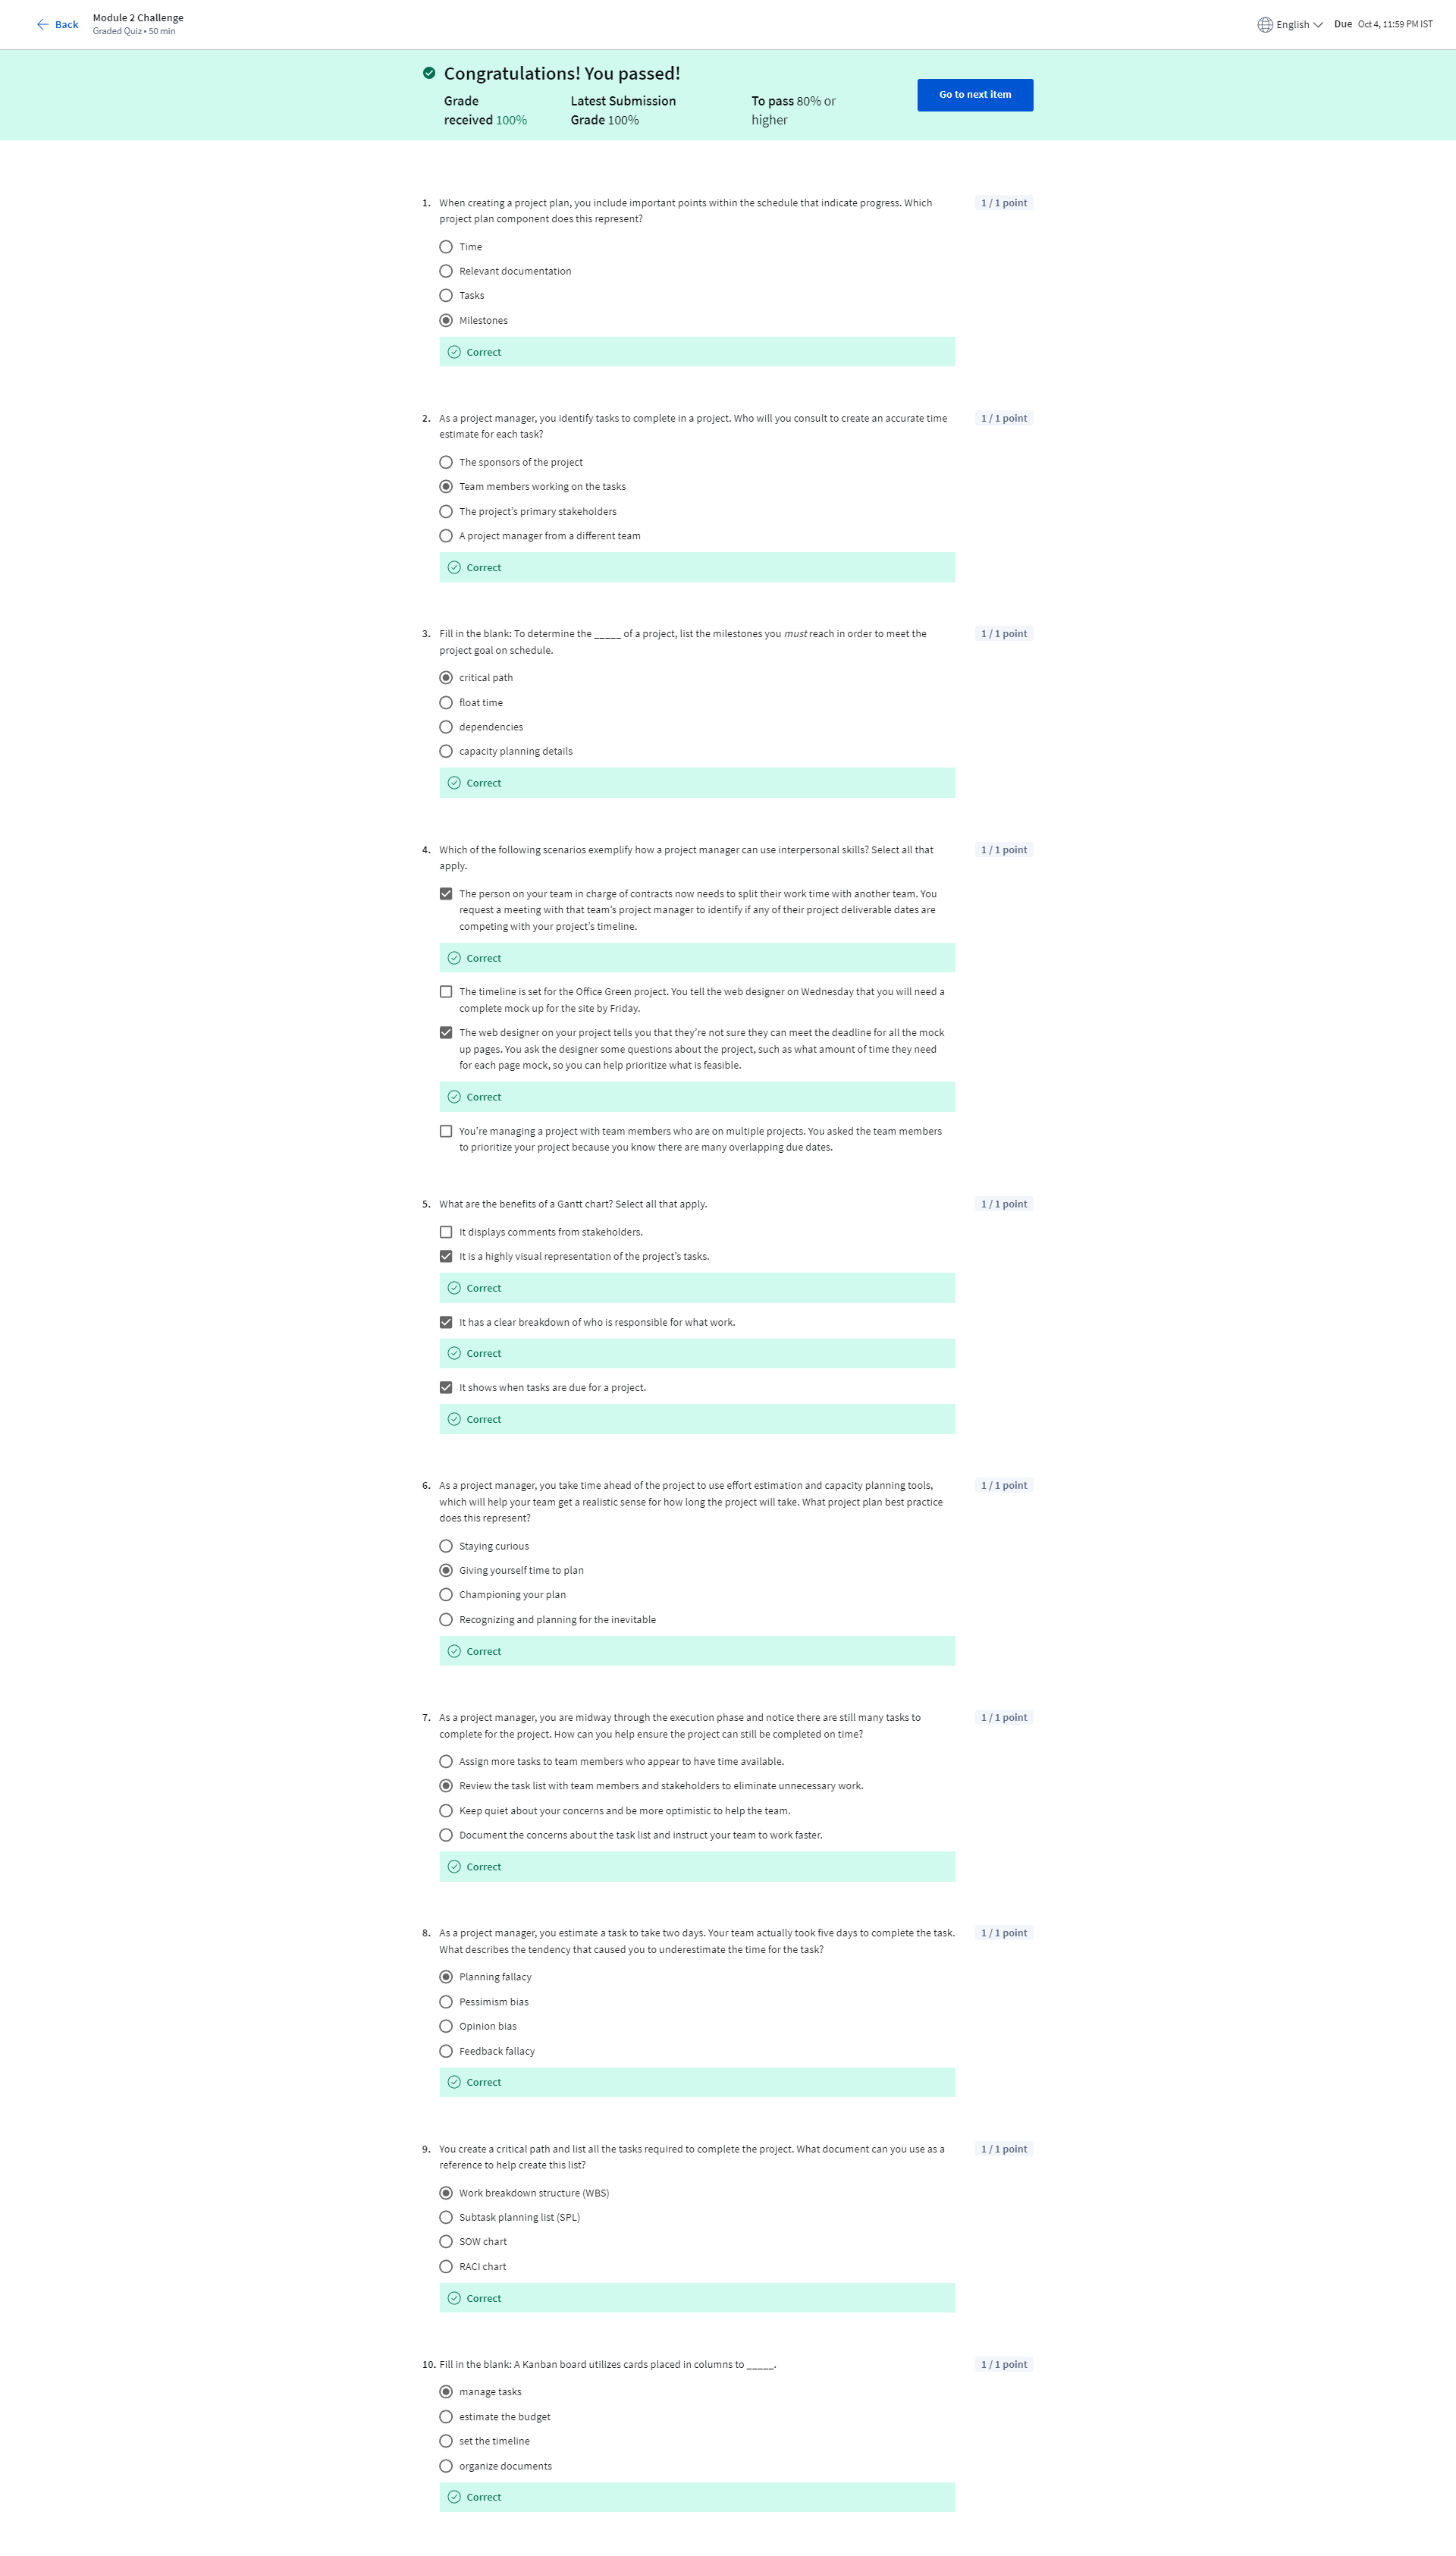 Back
Module 2 Challenge
Graded Quiz • 50 min
English
Due Oct 4, 11:59 PM IST
Congratulations! You passed!
Grade
received 100%
Latest Submission
Grade 100%
To pass 80% or
higher
Go to next item
1. When creating a project plan, you include important points within the schedule that indicate progress. Which
project plan component does this represent?
1 / 1 point
Time
Relevant documentation
Tasks
Milestones
Correct
2. As a project manager, you identify tasks to complete in a project. Who will you consult to create an accurate time
estimate for each task?
1 / 1 point
The sponsors of the project
Team members working on the tasks
The project’s primary stakeholders
A project manager from a different team
Correct
3. Fill in the blank: To determine the _____ of a project, list the milestones you must reach in order to meet the
project goal on schedule.
1 / 1 point
critical path
float time
dependencies
capacity planning details
Correct
4. Which of the following scenarios exemplify how a project manager can use interpersonal skills? Select all that
apply.
1 / 1 point
The person on your team in charge of contracts now needs to split their work time with another team. You
request a meeting with that team’s project manager to identify if any of their project deliverable dates are
competing with your project’s timeline.
Correct
The timeline is set for the Office Green project. You tell the web designer on Wednesday that you will need a
complete mock up for the site by Friday.
The web designer on your project tells you that they’re not sure they can meet the deadline for all the mock
up pages. You ask the designer some questions about the project, such as what amount of time they need
for each page mock, so you can help prioritize what is feasible.
Correct
You’re managing a project with team members who are on multiple projects. You asked the team members
to prioritize your project because you know there are many overlapping due dates.
5. What are the benefits of a Gantt chart? Select all that apply.
1 / 1 point
It displays comments from stakeholders.
It is a highly visual representation of the project’s tasks.
Correct
It has a clear breakdown of who is responsible for what work.
Correct
It shows when tasks are due for a project.
Correct
6. As a project manager, you take time ahead of the project to use effort estimation and capacity planning tools,
which will help your team get a realistic sense for how long the project will take. What project plan best practice
does this represent?
1 / 1 point
Staying curious
Giving yourself time to plan
Championing your plan
Recognizing and planning for the inevitable
Correct
7. As a project manager, you are midway through the execution phase and notice there are still many tasks to
complete for the project. How can you help ensure the project can still be completed on time?
1 / 1 point
Assign more tasks to team members who appear to have time available.
Review the task list with team members and stakeholders to eliminate unnecessary work.
Keep quiet about your concerns and be more optimistic to help the team.
Document the concerns about the task list and instruct your team to work faster.
Correct
8. As a project manager, you estimate a task to take two days. Your team actually took five days to complete the task.
What describes the tendency that caused you to underestimate the time for the task?
1 / 1 point
Planning fallacy
Pessimism bias
Opinion bias
Feedback fallacy
Correct
9. You create a critical path and list all the tasks required to complete the project. What document can you use as a
reference to help create this list?
1 / 1 point
Work breakdown structure (WBS)
Subtask planning list (SPL)
SOW chart
RACI chart
Correct
10. Fill in the blank: A Kanban board utilizes cards placed in columns to _____.
1 / 1 point
manage tasks
estimate the budget
set the timeline
organize documents
Correct